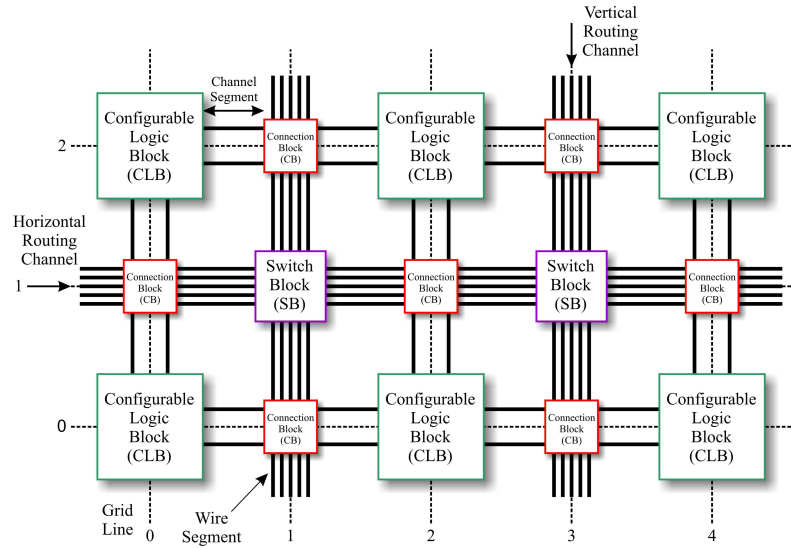 Vertical
Routing
Channel
Channel
Segment
Configurable
Logic
Block
(CLB)
Connection
Block
(CB)
Configurable
Logic
Block
(CLB)
Connection
Block
(CB)
Configurable
Logic
Block
(CLB)
2
Horizontal
Routing
Channel
1
Connection
Block
(CB)
Switch
Block
(SB)
Connection
Block
(CB)
Switch
Block
(SB)
Connection
Block
(CB)
0
Configurable
Logic
Block
(CLB)
Connection
Block
(CB)
Configurable
Logic
Block
(CLB)
Connection
Block
(CB)
Configurable
Logic
Block
(CLB)
Grid
Line
Wire
Segment
0
1
2
3
4